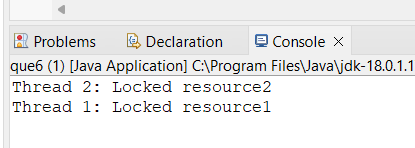 Problems Declaration Console
que6 (1) [Java Application] C:\Program Files\Java\jdk-18.0.1.1
Thread 2: Locked resource2
Thread 1: Locked resource1